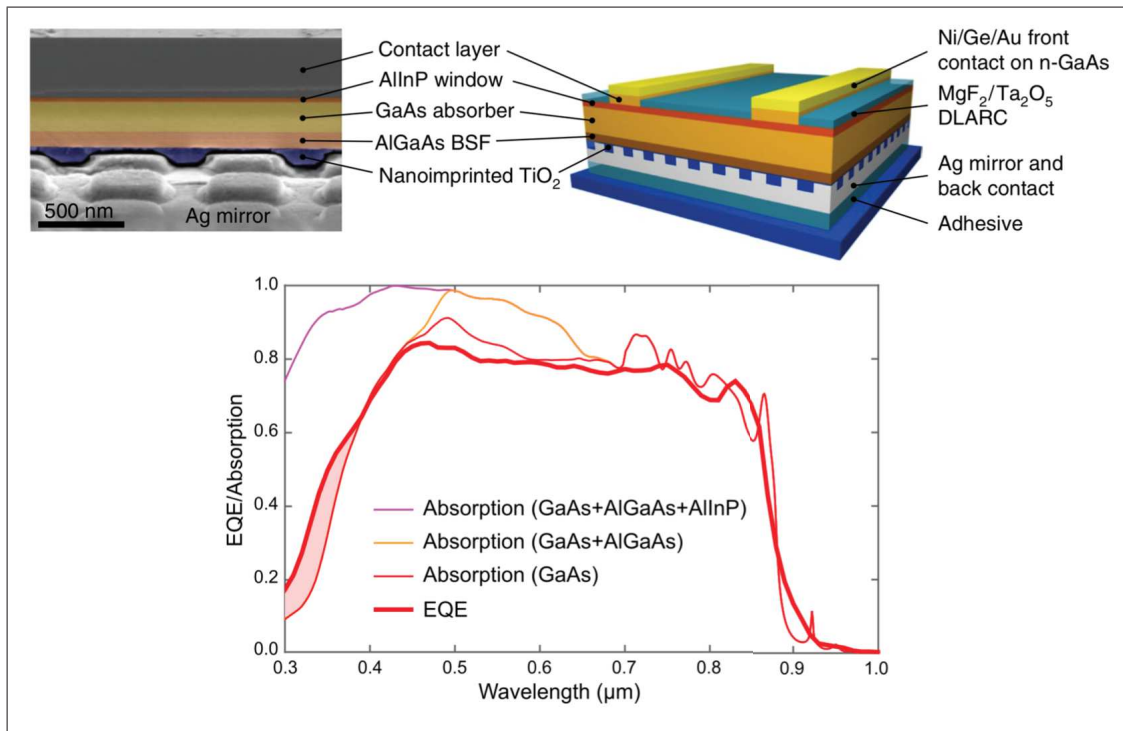 Contact layer
AlInP window
GaAs absorber
AlGaAs BSF
Nanoimprinted TiO2
500 nm
Ag mirror
Ni/Ge/Au front
contact on n-GaAs
MgF2/Ta2O5
DLARC
Ag mirror and
back contact
Adhesive
EQE/Absorption
1.0
0.8
0.6
0.4
0.2
0.0
Absorption (GaAs+AlGaAs+AlInP)
Absorption (GaAs+AlGaAs)
Absorption (GaAs)
EQE
0.3 0.4 0.5 0.6 0.7 0.8 0.9 1.0
Wavelength (µm)